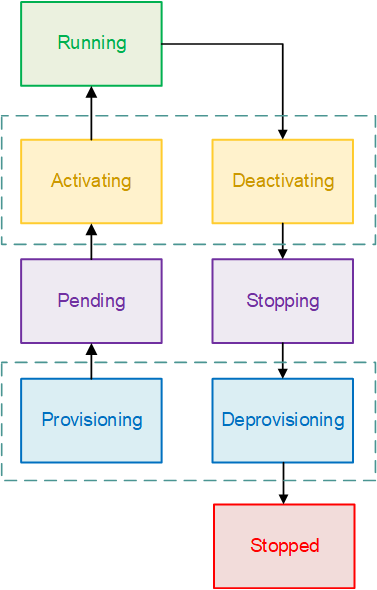 Running
Activating
Deactivating
Pending
Stopping
Provisioning
Deprovisioning
Stopped